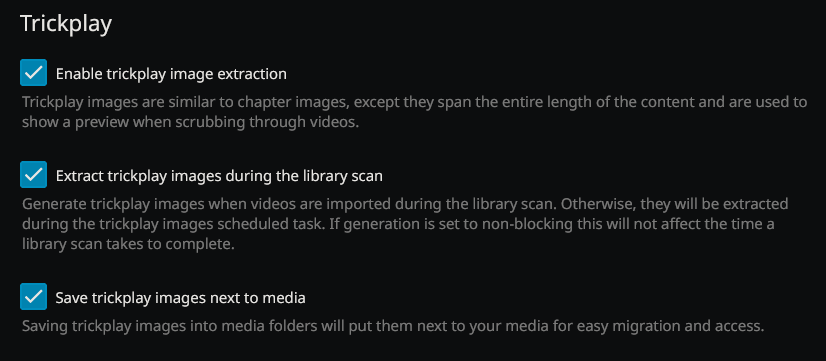 Trickplay
Enable trickplay image extraction
Trickplay images are similar to chapter images, except they span the entire length of the content and are used to
show a preview when scrubbing through videos.
Extract trickplay images during the library scan
Generate trickplay images when videos are imported during the library scan. Otherwise, they will be extracted
during the trickplay images scheduled task. If generation is set to non-blocking this will not affect the time a
library scan takes to complete.
Save trickplay images next to media
Saving trickplay images into media folders will put them next to your media for easy migration and access.